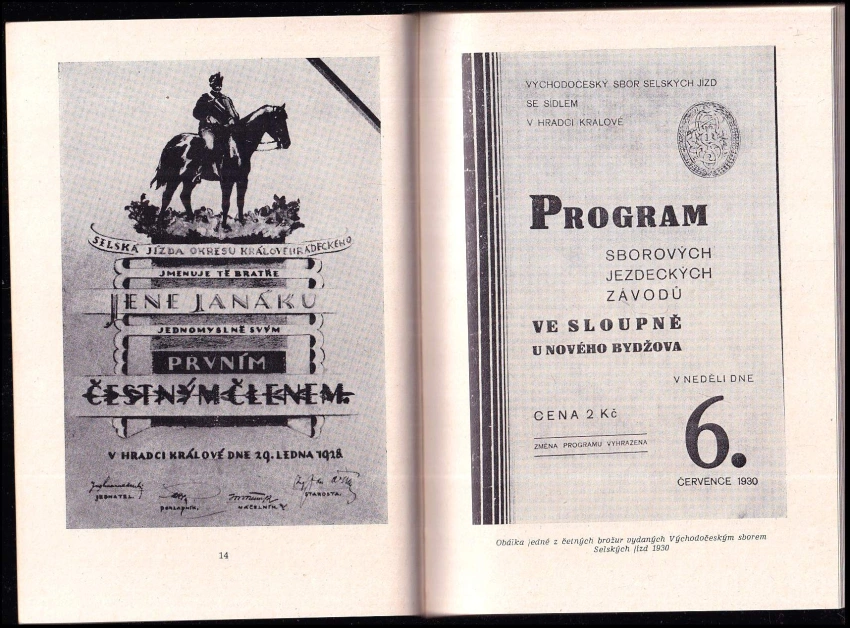 SELSKÁ JÍZDA OKRESU KRÁLOVÉHRADECKÉHO
JMENUJE TĚ BRATŘE
JENE JANÁKU
JEDNOMYSLNĚ SVÝM
PRVNÍM
ČESTNÝM ČLENEM.
V HRADCI KRÁLOVÉ DNE 29. LEDNA 1928
JEDNATEL.
POKLADNÍK.
NÁČELNÍK
STAROSTA.
14
VÝCHODOČESKÝ SBOR SELSKÝCH JIZD
SE SÍDLEM
V HRADCI KRÁLOVÉ
PROGRAM
SBOROVÝCH
JEZDECKÝCH
ZÁVODŮ
VE SLOUPNĚ
U NOVÉHO BYDŽOVA
V NEDĚLI DNE
6.
ČERVENCE 1930
CENA 2 Kč
ZMĚNA PROGRAMU VYHRAŽENA
Obálka jedné z četných brožur vydaných Východočeským sborem
Selských jízd 1930